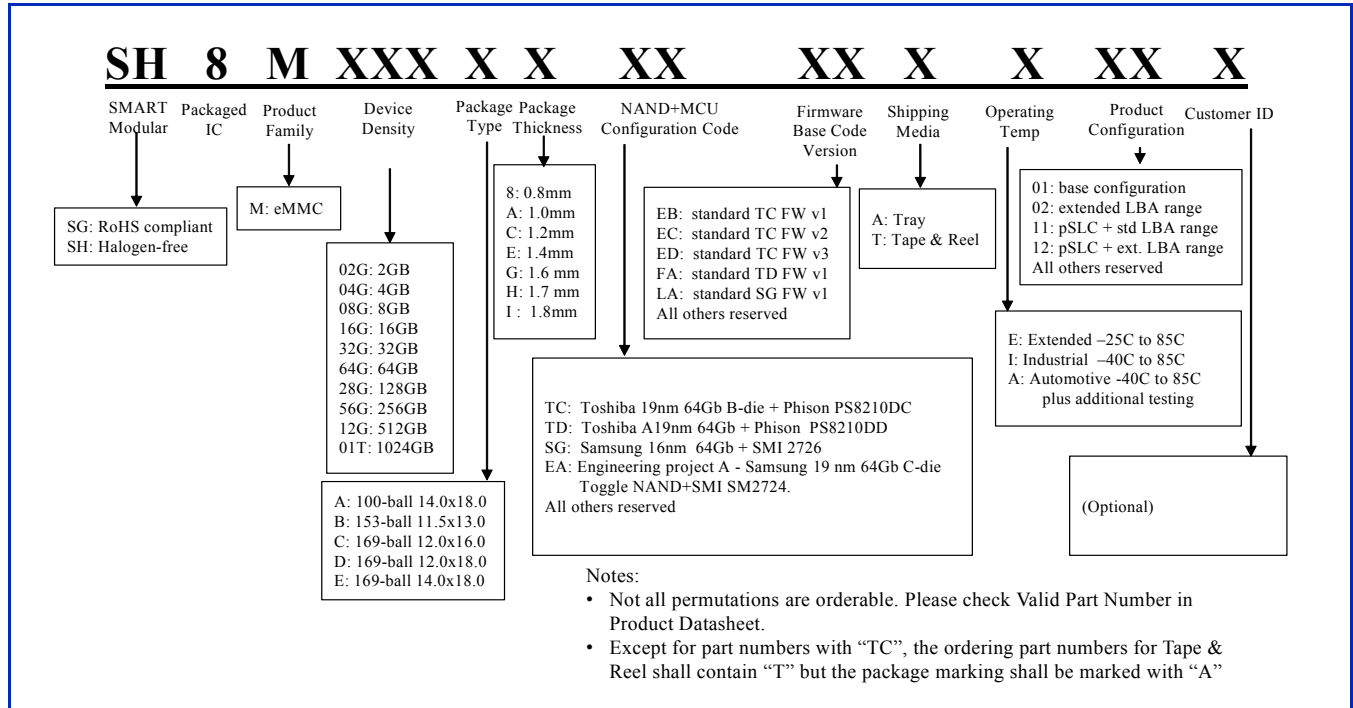 SH 8 M XXX X X XX XX X X XX X
SMART Modular
Packaged IC
Product Family
Device Density
Package Type
Package Thickness
NAND+MCU Configuration Code
Firmware Base Code Version
Shipping Media
Operating Temp
Product Configuration
Customer ID
SG: RoHS compliant
SH: Halogen-free
M: eMMC
02G: 2GB
04G: 4GB
08G: 8GB
16G: 16GB
32G: 32GB
64G: 64GB
28G: 128GB
56G: 256GB
12G: 512GB
01T: 1024GB
A: 100-ball 14.0x18.0
B: 153-ball 11.5x13.0
C: 169-ball 12.0x16.0
D: 169-ball 12.0x18.0
E: 169-ball 14.0x18.0
8: 0.8mm
A: 1.0mm
C: 1.2mm
E: 1.4mm
G: 1.6 mm
H: 1.7 mm
I : 1.8mm
TC: Toshiba 19nm 64Gb B-die + Phison PS8210DC
TD: Toshiba A19nm 64Gb + Phison PS8210DD
SG: Samsung 16nm 64Gb + SMI 2726
EA: Engineering project A - Samsung 19 nm 64Gb C-die
Toggle NAND+SMI SM2724.
All others reserved
EB: standard TC FW v1
EC: standard TC FW v2
ED: standard TC FW v3
FA: standard TD FW v1
LA: standard SG FW v1
All others reserved
A: Tray
T: Tape & Reel
E: Extended –25C to 85C
I: Industrial –40C to 85C
A: Automotive -40C to 85C
plus additional testing
01: base configuration
02: extended LBA range
11: pSLC + std LBA range
12: pSLC + ext. LBA range
All others reserved
(Optional)
Notes:
• Not all permutations are orderable. Please check Valid Part Number in
Product Datasheet.
• Except for part numbers with “TC”, the ordering part numbers for Tape &
Reel shall contain “T” but the package marking shall be marked with “A”